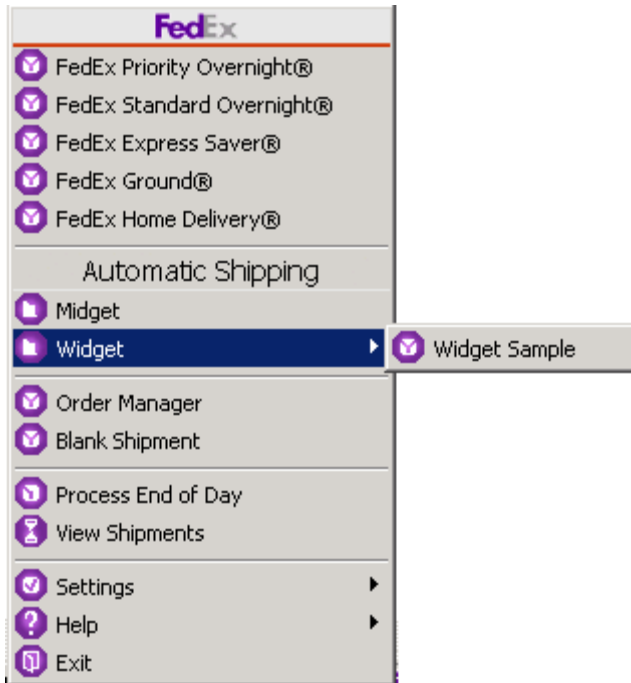 FedEx
FedEx Priority Overnight®
FedEx Standard Overnight®
FedEx Express Saver®
FedEx Ground®
FedEx Home Delivery®
Automatic Shipping
Midget
Widget
Widget Sample
Order Manager
Blank Shipment
Process End of Day
View Shipments
Settings
Help
Exit